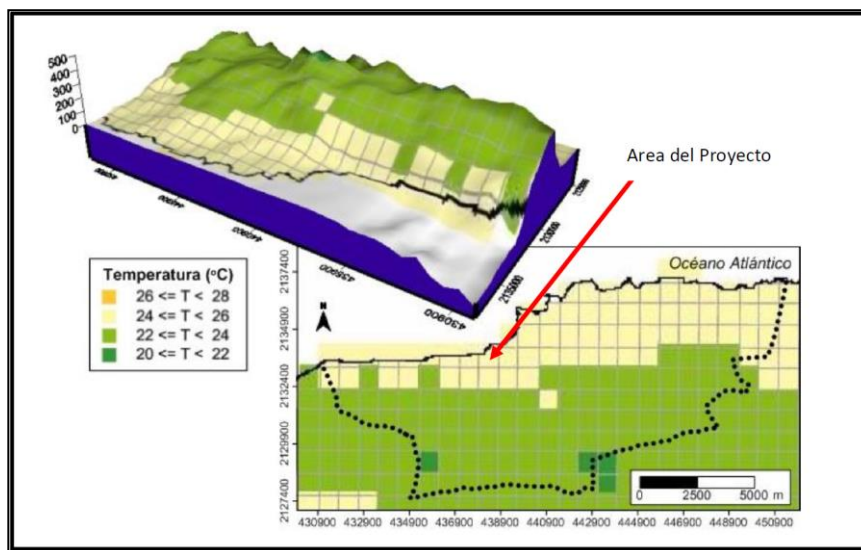 500
400
300
200
100
0
Area del Proyecto
430900
Océano Atlántico
Temperatura (°C)
26 <= T < 28
24 <= T < 26
22 <= T < 24
20 <= T < 22
N
2137400
2134900
2132400
2129900
2127400
0 2500 5000 m
430900 432900 434900 436900 438900 440900 442900 444900 446900 448900 450900